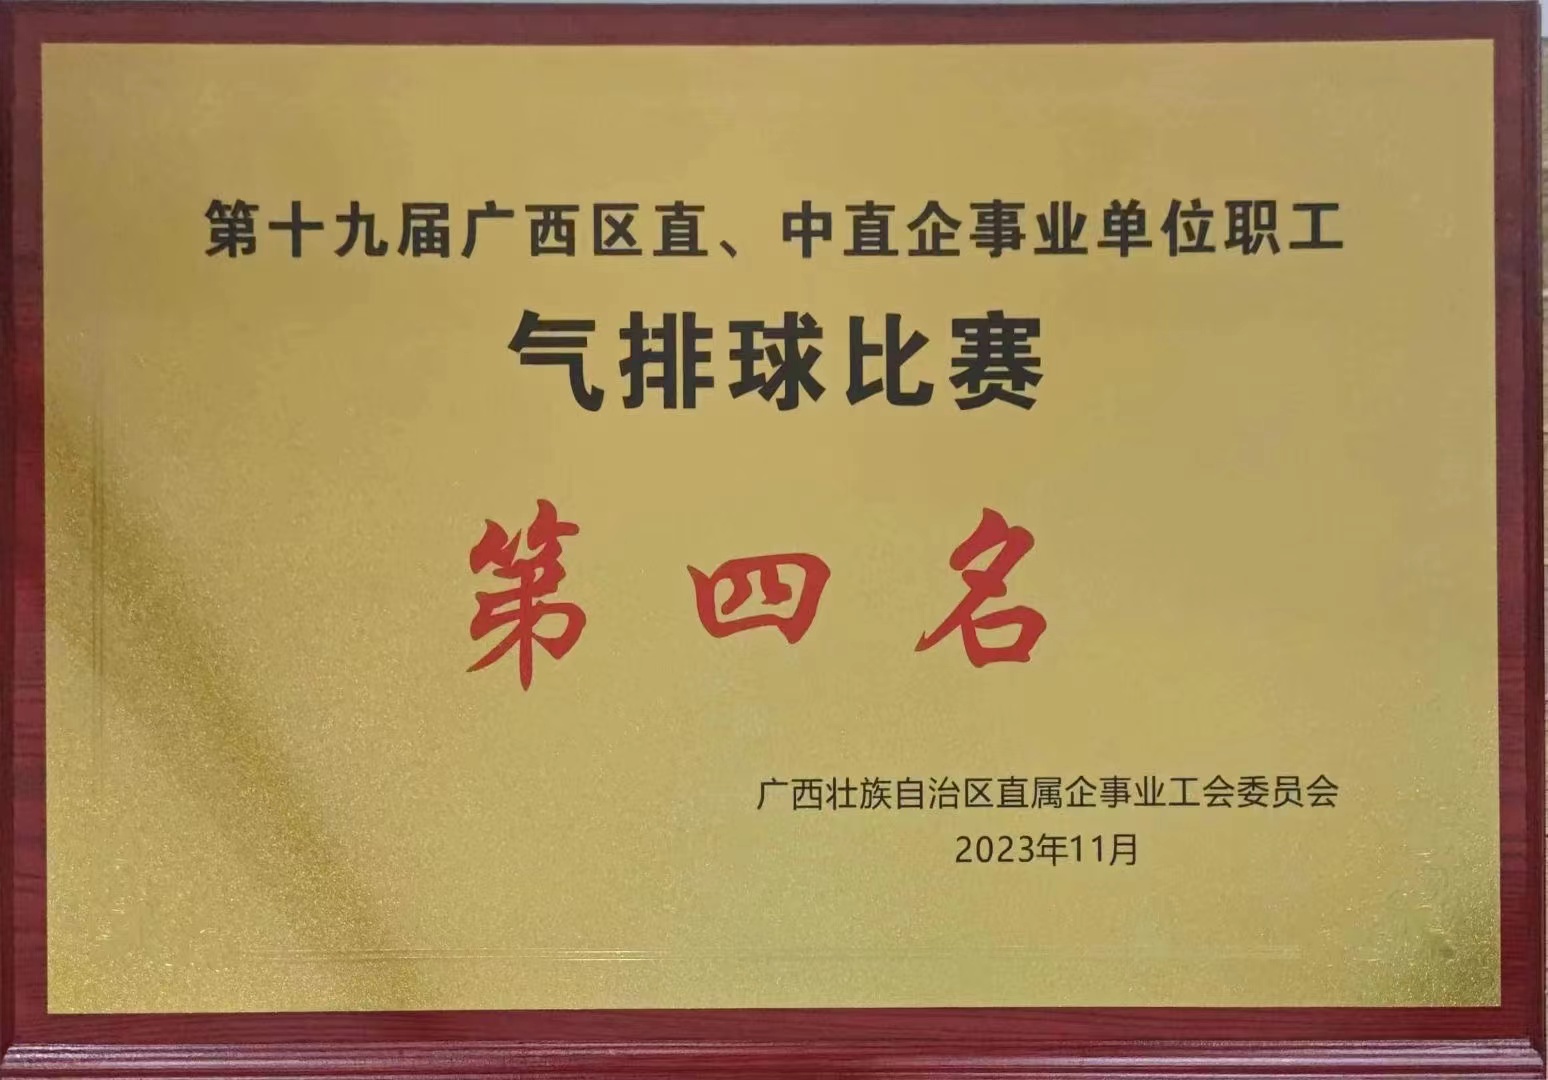 第十九届广西区直、中直企事业单位职工
气排球比赛
第四名
广西壮族自治区直属企事业工会委员会
2023年11月